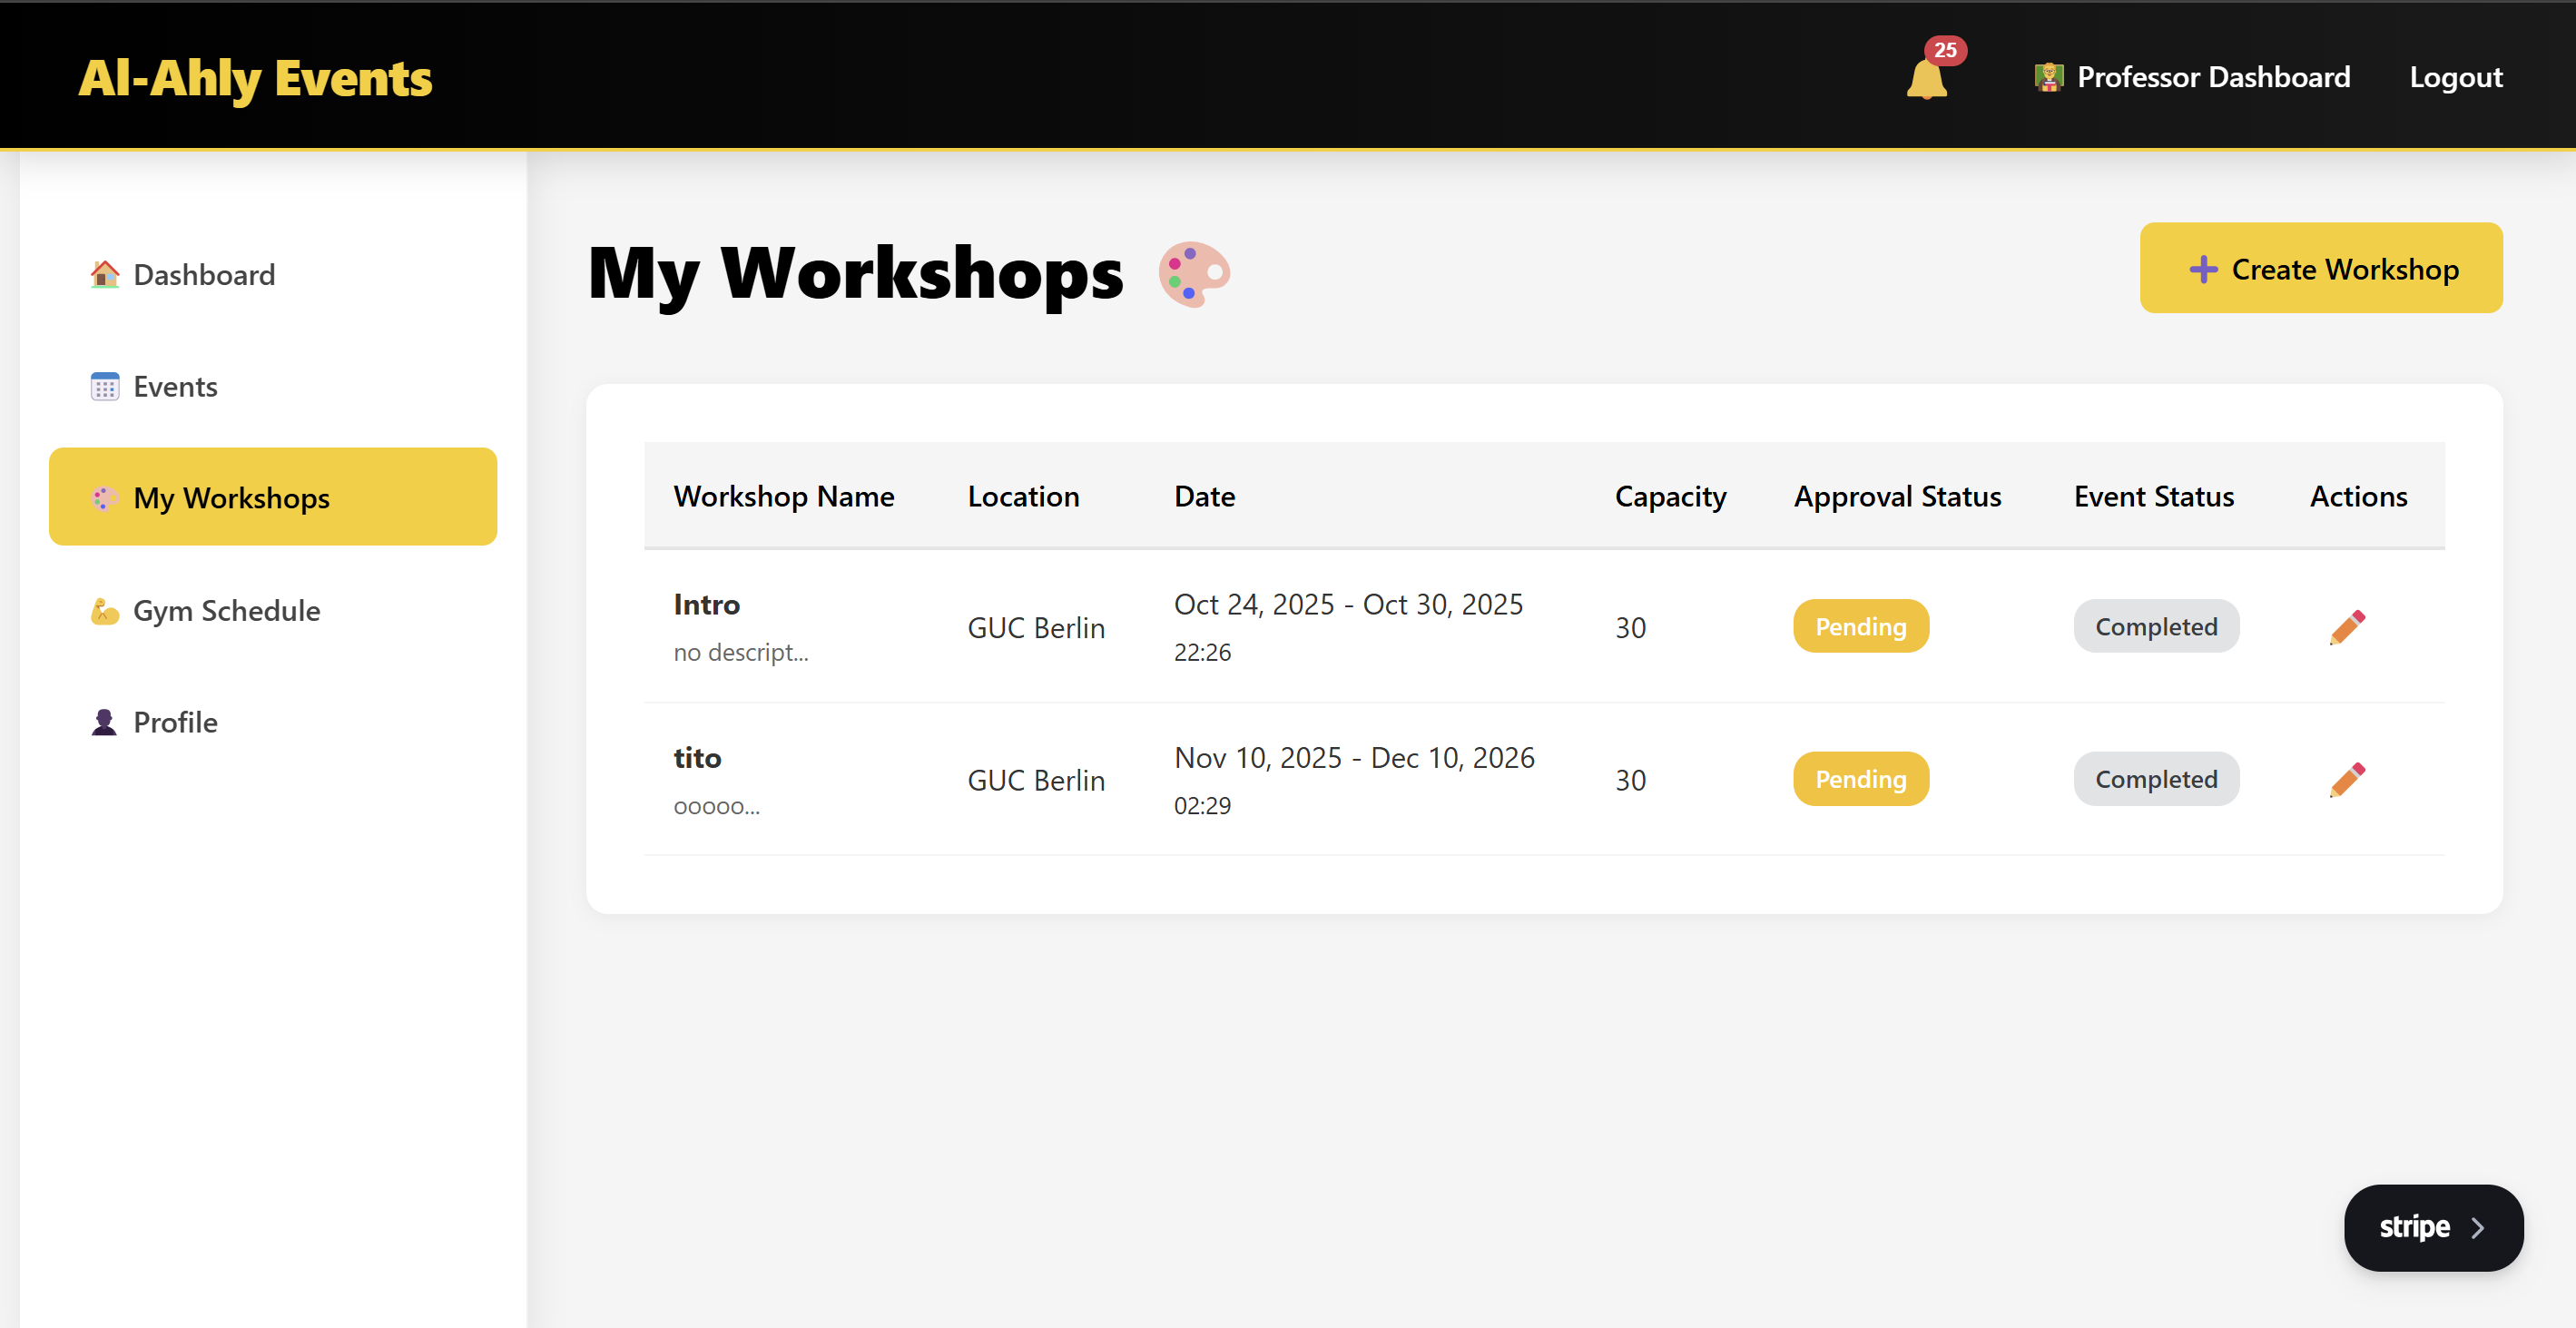 Al-Ahly Events
25
Professor Dashboard
Logout
Dashboard
Events
My Workshops
Gym Schedule
Profile
My Workshops
Create Workshop
Workshop Name Location Date Capacity Approval Status Event Status Actions
Intro
no descript...
GUC Berlin
Oct 24, 2025 - Oct 30, 2025
22:26
30
Pending
Completed
tito
ooooo...
GUC Berlin
Nov 10, 2025 - Dec 10, 2026
02:29
30
Pending
Completed
stripe